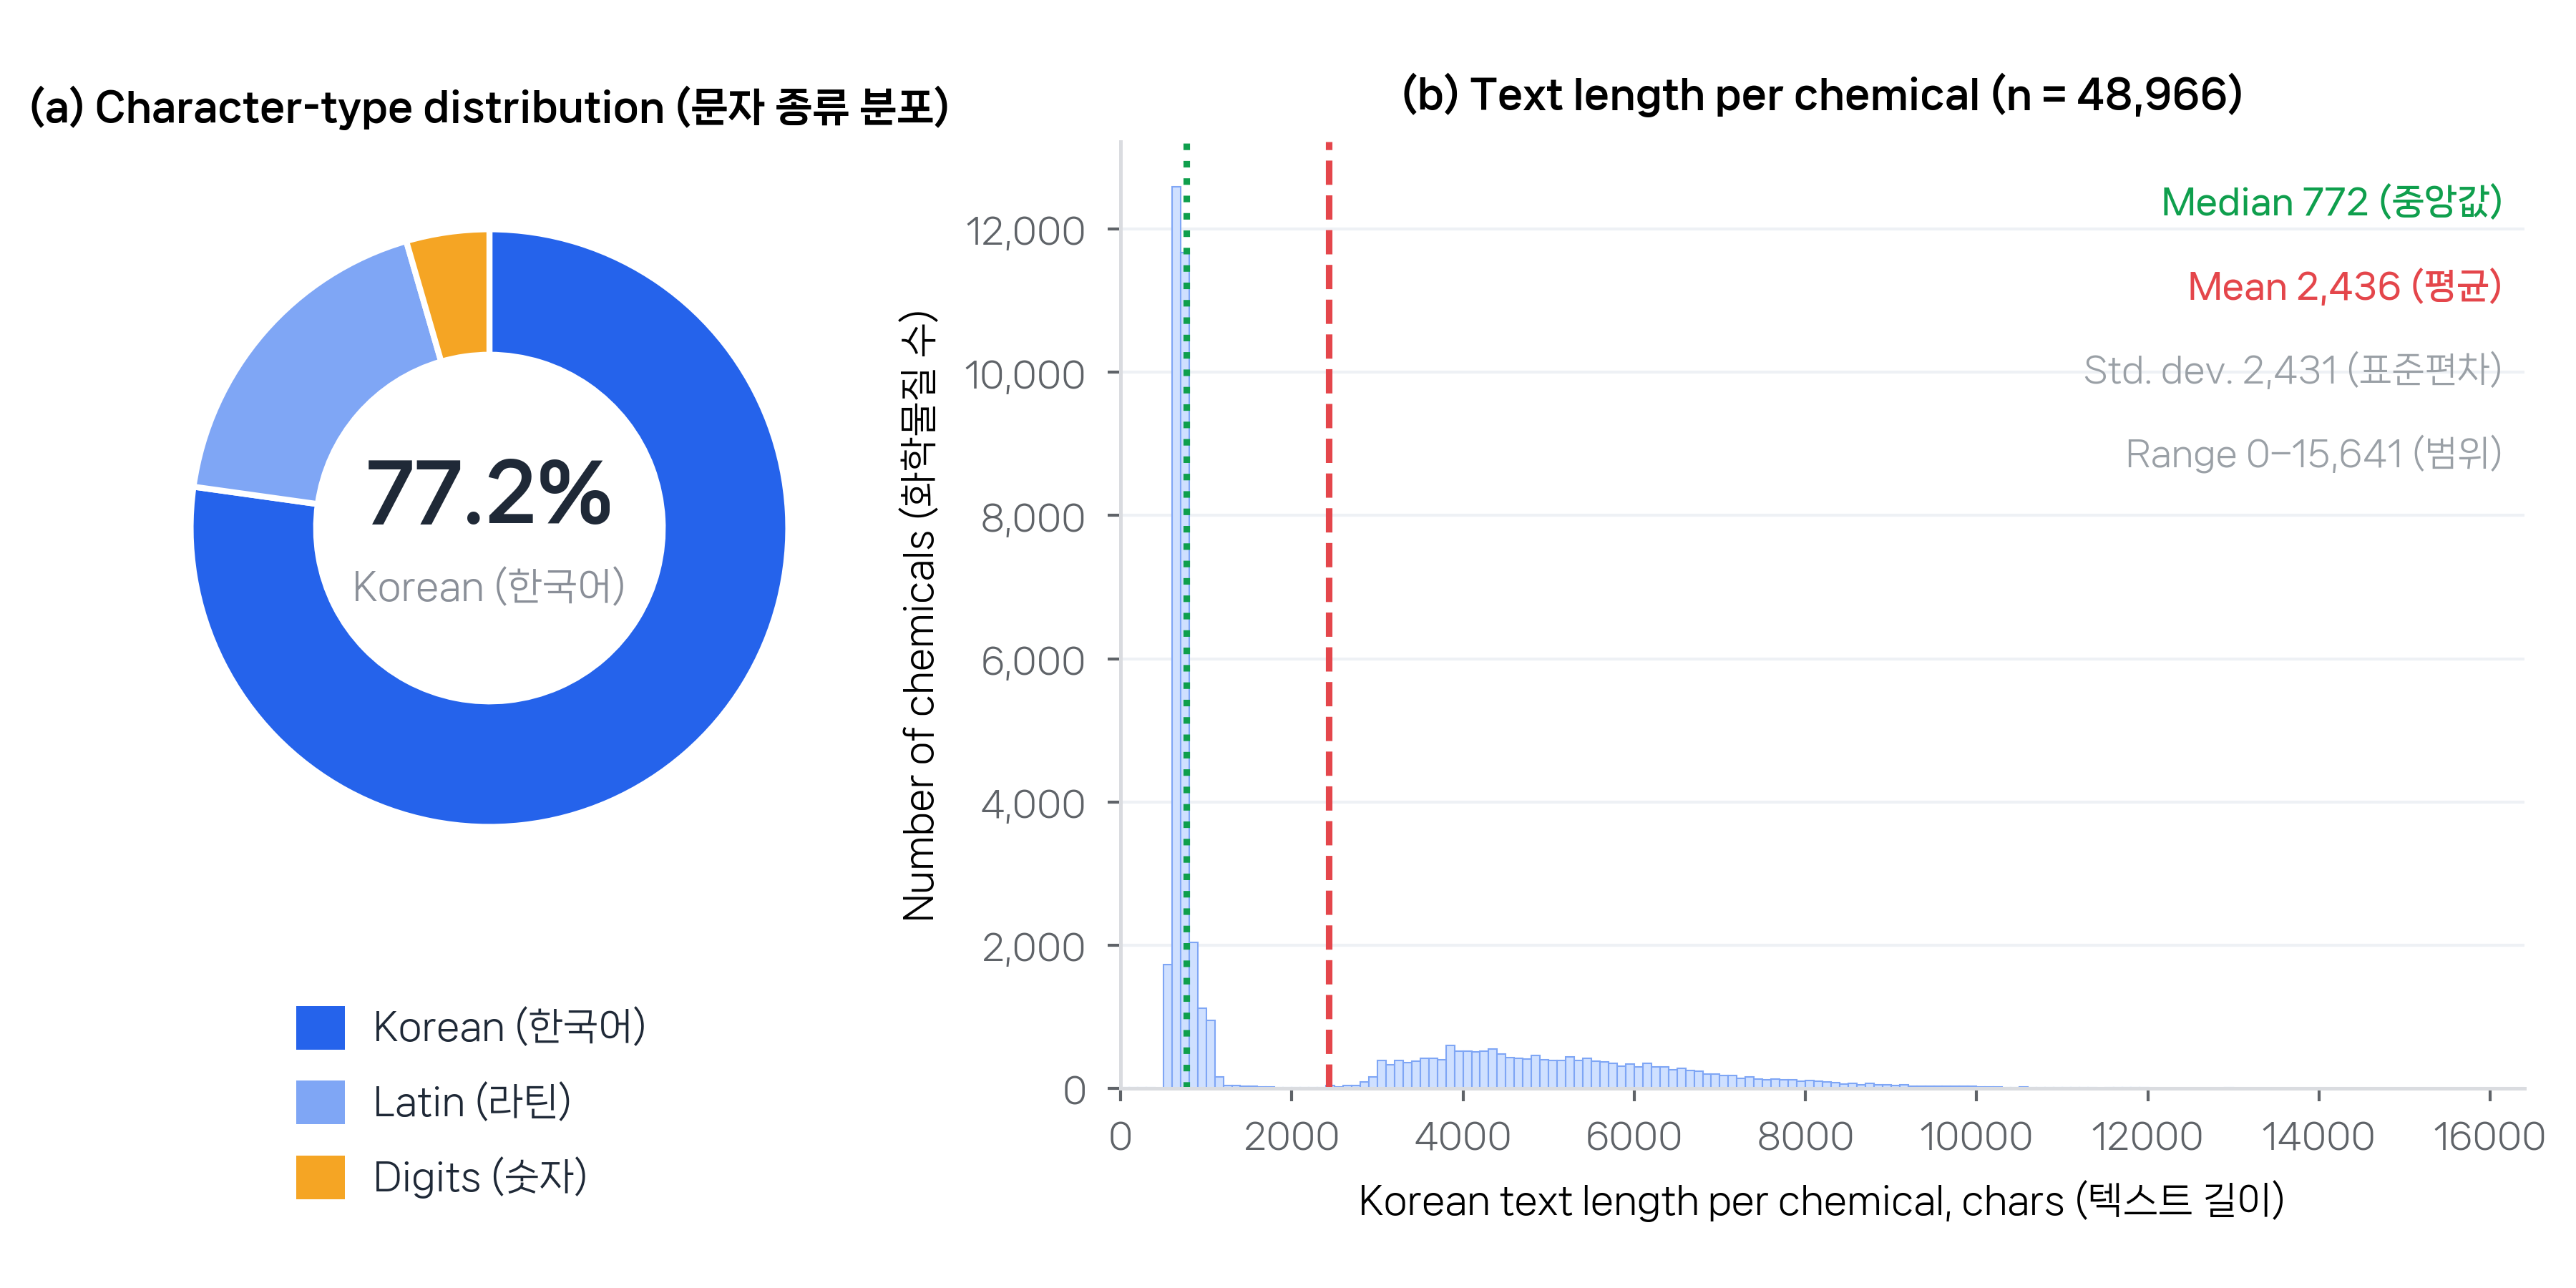 (a) Character-type distribution (문자 종류 분포)
77.2%
Korean (한국어)
Korean (한국어)
Latin (라틴)
Digits (숫자)
(b) Text length per chemical (n = 48,966)
Number of chemicals (화학물질 수)
12,000
10,000
8,000
6,000
4,000
2,000
0
Median 772 (중앙값)
Mean 2,436 (평균)
Std. dev. 2,431 (표준편차)
Range 0–15,641 (범위)
0 2000 4000 6000 8000 10000 12000 14000 16000
Korean text length per chemical, chars (텍스트 길이)